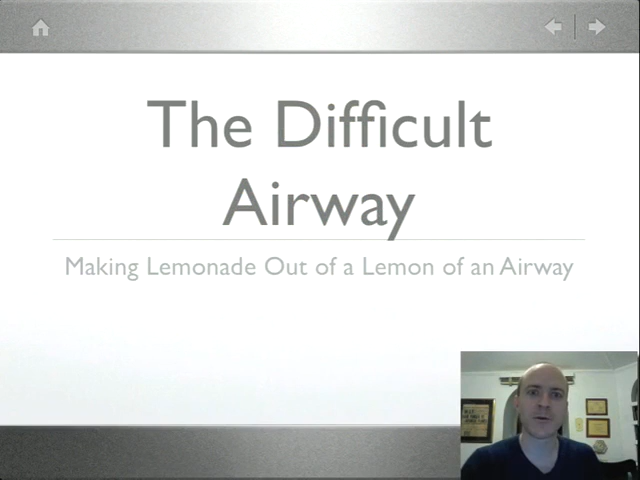 The Difficult
Airway
Making Lemonade Out of a Lemon of an Airway